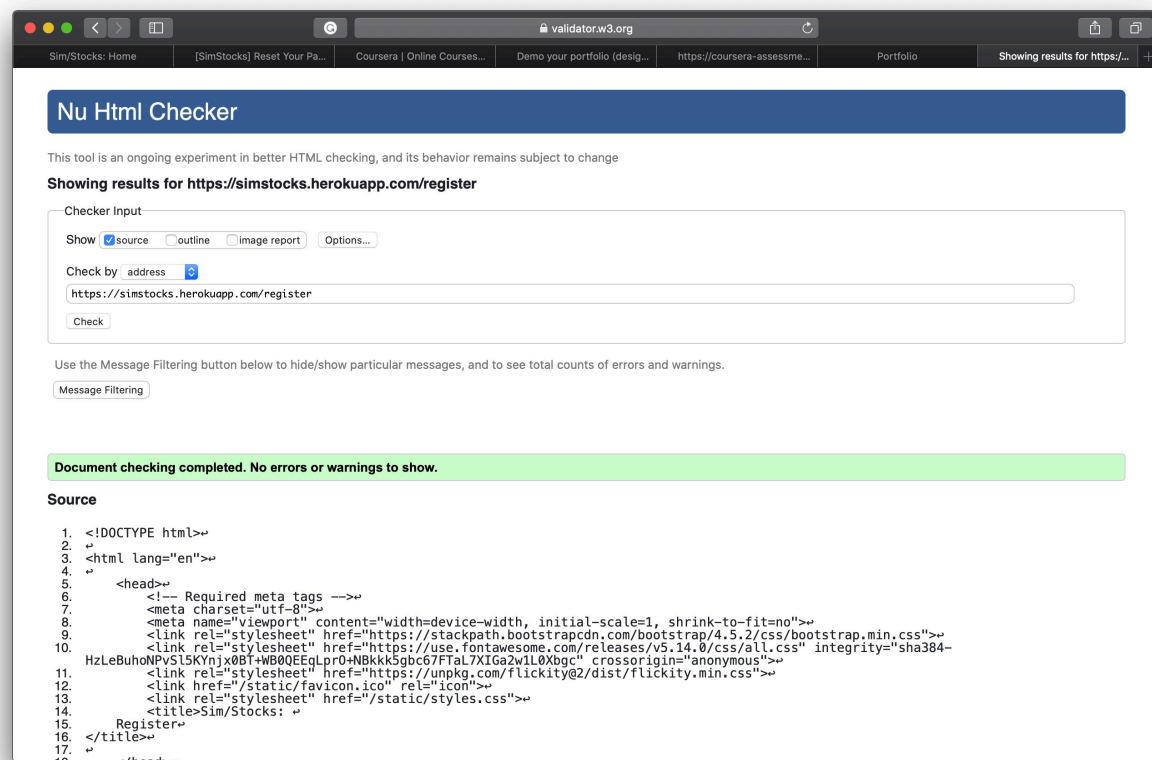 validator.w3.org
Sim/Stocks: Home
[SimStocks] Reset Your Pa...
Coursera | Online Courses...
Demo your portfolio (desig...
https://coursera-assessme...
Portfolio
Showing results for https:/...
Nu Html Checker
This tool is an ongoing experiment in better HTML checking, and its behavior remains subject to change
Showing results for https://simstocks.herokuapp.com/register
Checker Input
Show source outline image report Options...
Check by address
https://simstocks.herokuapp.com/register
Check
Use the Message Filtering button below to hide/show particular messages, and to see total counts of errors and warnings.
Message Filtering
Document checking completed. No errors or warnings to show.
Source
1. <!DOCTYPE html>↩
2. ↩
3. <html lang="en">↩
4. ↩
5. <head>↩
6. <!-- Required meta tags -->↩
7. <meta charset="utf-8">↩
8. <meta name="viewport" content="width=device-width, initial-scale=1, shrink-to-fit=no">↩
9. <link rel="stylesheet" href="https://stackpath.bootstrapcdn.com/bootstrap/4.5.2/css/bootstrap.min.css">↩
10. <link rel="stylesheet" href="https://use.fontawesome.com/releases/v5.14.0/css/all.css" integrity="sha384-
HzLeBuhoNPvSl5KYnjx0BT+WB0QEEqLprO+NBkkk5gbc67FTaL7XIGa2w1L0Xbgc" crossorigin="anonymous">↩
11. <link rel="stylesheet" href="https://unpkg.com/flickity@2/dist/flickity.min.css">↩
12. <link href="/static/favicon.ico" rel="icon">↩
13. <link rel="stylesheet" href="/static/styles.css">↩
14. <title>Sim/Stocks: ↩
15. Register↩
16. </title>↩
17. ↩